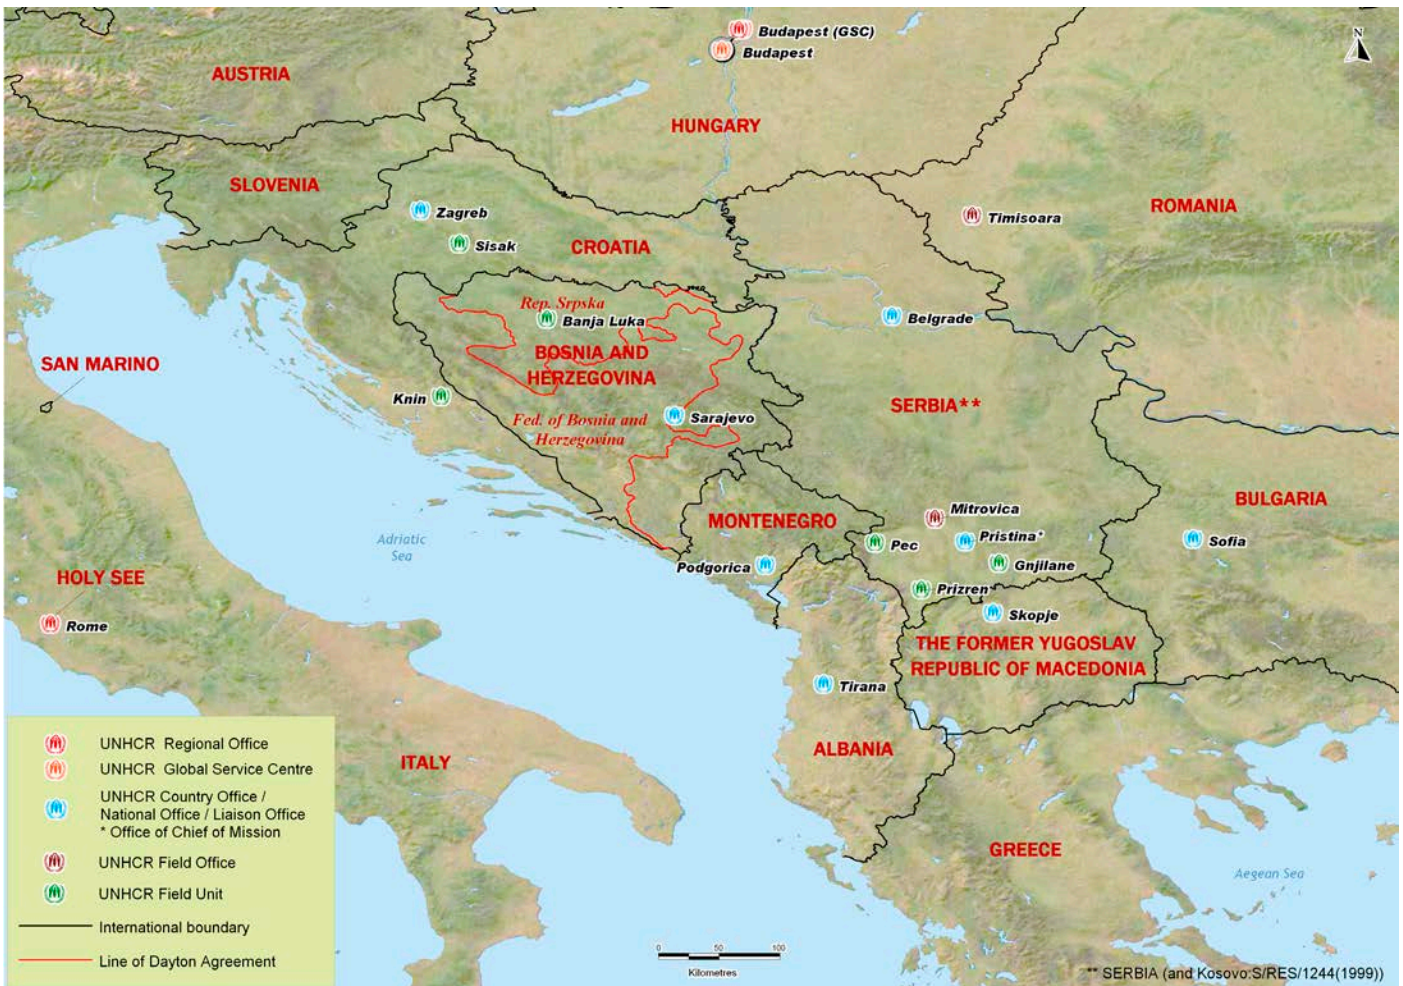 Budapest (GSC)
N
Budapest
AUSTRIA
HUNGARY
SLOVENIA
ROMANIA
Zagreb
Timisoara
Sisak
CROATIA
Rep. Srpska
Belgrade
Banja Luka
BOSNIA AND
HERZEGOVINA
SAN MARINO
Knin
SERBIA**
Sarajevo
Fed. of Bosnia and
Herzegovina
BULGARIA
Mitrovica
MONTENEGRO
Adriatic
Sea
Pristina*
Pec
Sofia
Podgorica
Gnjilane
HOLY SEE
Prizren
Skopje
Rome
THE FORMER YUGOSLAV
REPUBLIC OF MACEDONIA
Tirana
ALBANIA
ITALY
GREECE
Aegean Sea
UNHCR Regional Office
UNHCR Global Service Centre
UNHCR Country Office /
National Office / Liaison Office
* Office of Chief of Mission
UNHCR Field Office
UNHCR Field Unit
International boundary
Line of Dayton Agreement
0 50 100
Kilometres
** SERBIA (and Kosovo:S/RES/1244(1999))